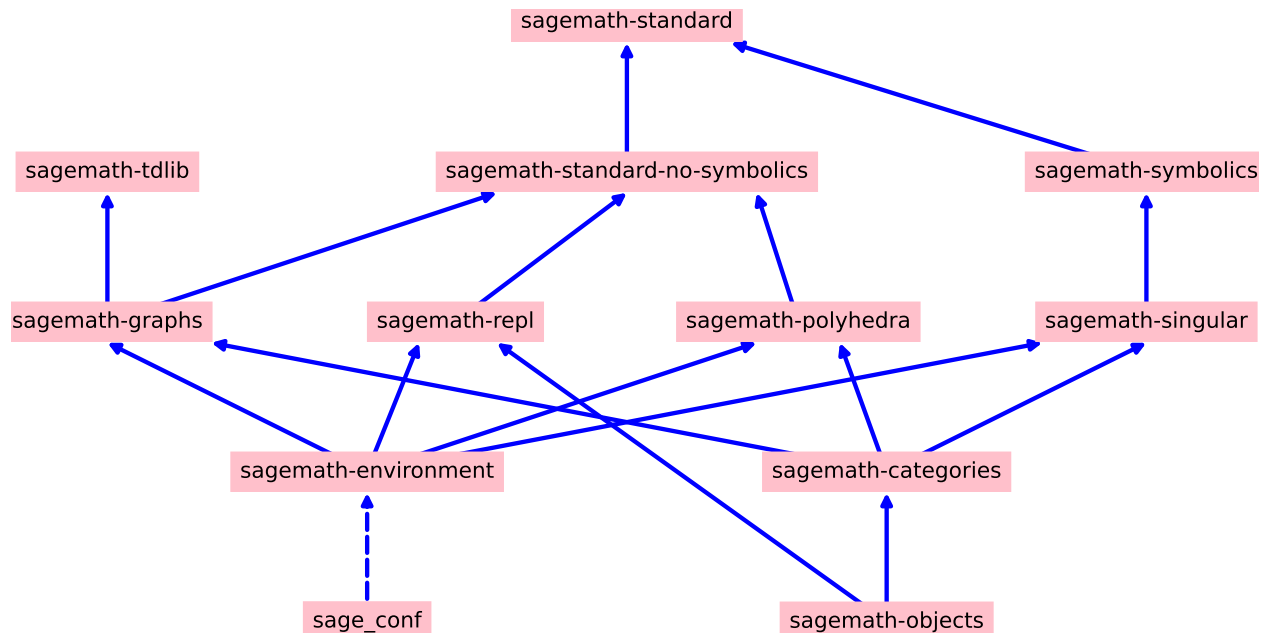 sagemath-standard
sagemath-tdlib
sagemath-standard-no-symbolics
sagemath-symbolics
sagemath-graphs
sagemath-repl
sagemath-polyhedra
sagemath-singular
sagemath-environment
sagemath-categories
sage_conf
sagemath-objects